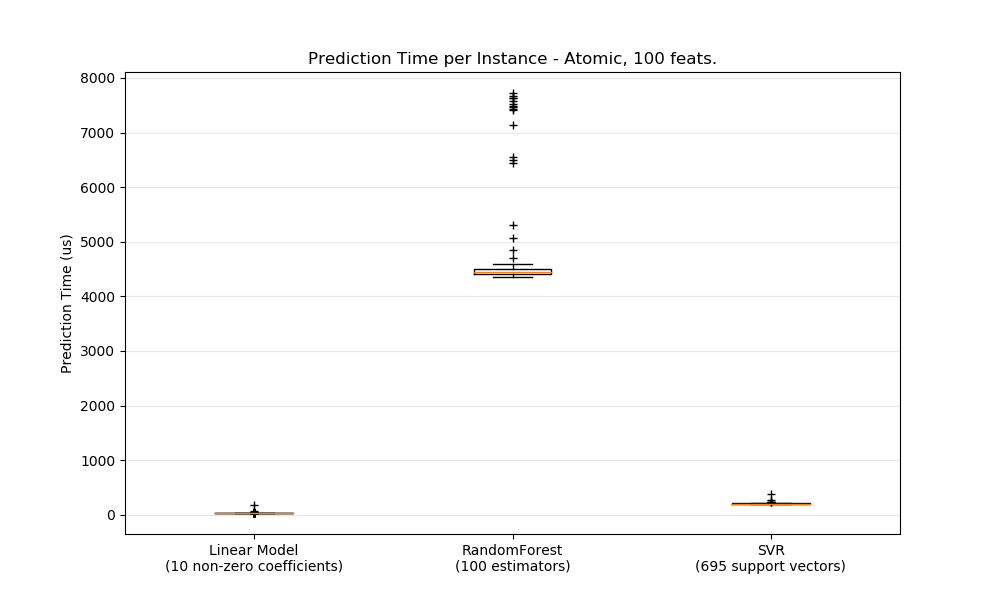 Prediction Time per Instance - Atomic, 100 feats.
8000
7000
6000
5000
4000
3000
2000
1000
0
Prediction Time (us)
Linear Model
(10 non-zero coefficients)
RandomForest
(100 estimators)
SVR
(695 support vectors)